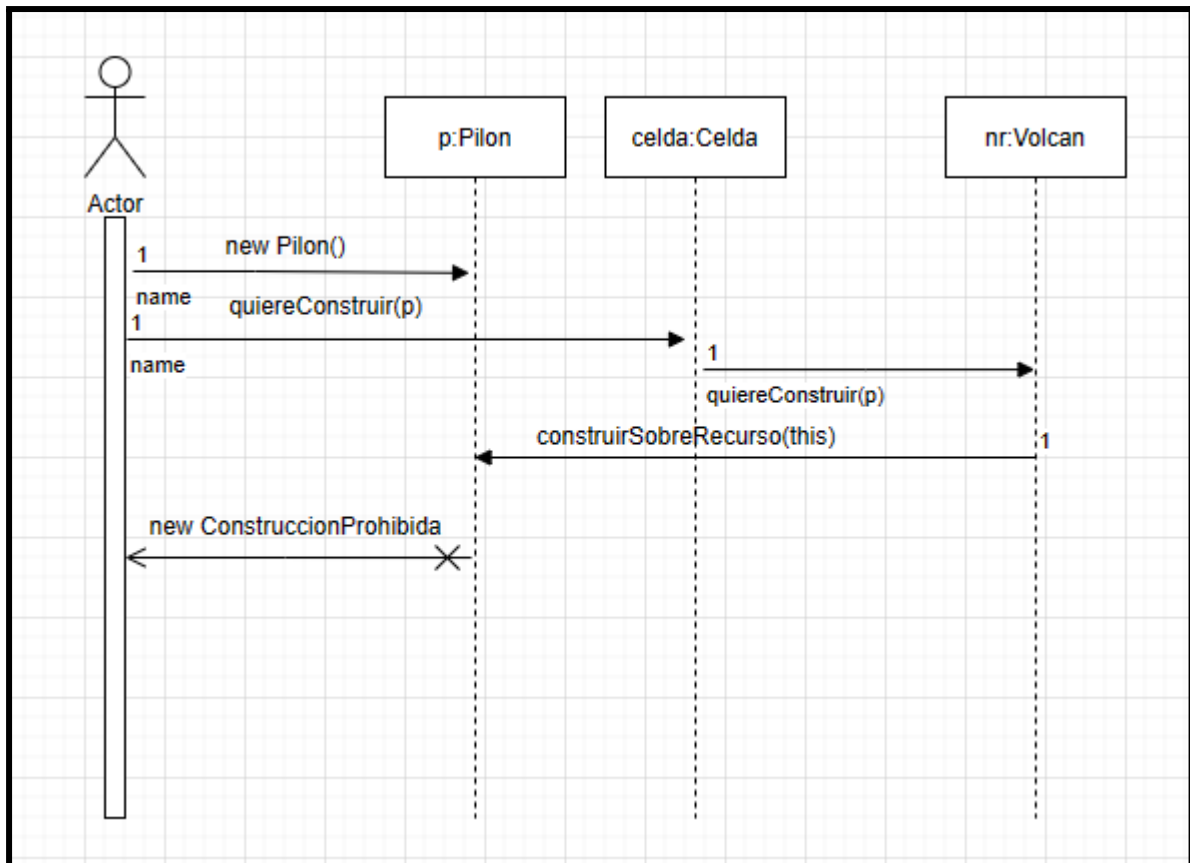 p:Pilon
celda:Celda
nr:Volcan
Actor
new Pilon()
1
name
quiereConstruir(p)
1
name
1
quiereConstruir(p)
construirSobreRecurso(this)
1
new ConstruccionProhibida